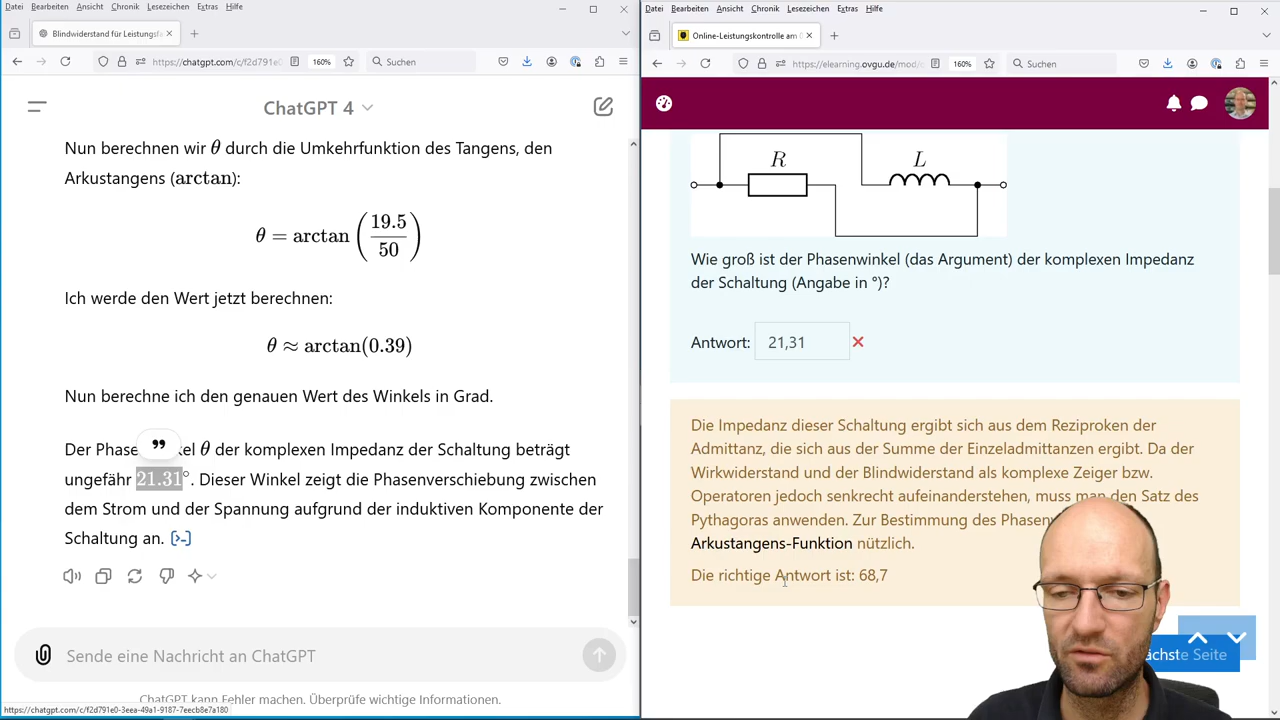 Datei Bearbeiten Ansicht Chronik Lesezeichen Extras Hilfe
Blindwiderstand für Leistungsf
https://chatgpt.com/c/f2d791e
160%
Suchen
ChatGPT 4
Nun berechnen wir θ durch die Umkehrfunktion des Tangens, den
Arkustangens (arctan):
θ = arctan (19.5/50)
Ich werde den Wert jetzt berechnen:
θ ≈ arctan(0.39)
Nun berechne ich den genauen Wert des Winkels in Grad.
Der Phase kel θ der komplexen Impedanz der Schaltung beträgt
ungefähr 21.31°. Dieser Winkel zeigt die Phasenverschiebung zwischen
dem Strom und der Spannung aufgrund der induktiven Komponente der
Schaltung an.
Sende eine Nachricht an ChatGPT
ChatGPT kann Fehler machen. Überprüfe wichtige Informationen.
https://chatgpt.com/c/f2d791e0-3eea-49a1-9187-7eecb8e7a180
Datei Bearbeiten Ansicht Chronik Lesezeichen Extras Hilfe
Online-Leistungskontrolle am
https://elearning.ovgu.de/mod/
160%
Suchen
R
L
Wie groß ist der Phasenwinkel (das Argument) der komplexen Impedanz
der Schaltung (Angabe in °)?
Antwort: 21,31
Die Impedanz dieser Schaltung ergibt sich aus dem Reziproken der
Admittanz, die sich aus der Summe der Einzeladmittanzen ergibt. Da der
Wirkwiderstand und der Blindwiderstand als komplexe Zeiger bzw.
Operatoren jedoch senkrecht aufeinanderstehen, muss man den Satz des
Pythagoras anwenden. Zur Bestimmung des Phasenw
Arkustangens-Funktion nützlich.
Die richtige Antwort ist: 68,7
ächste Seite